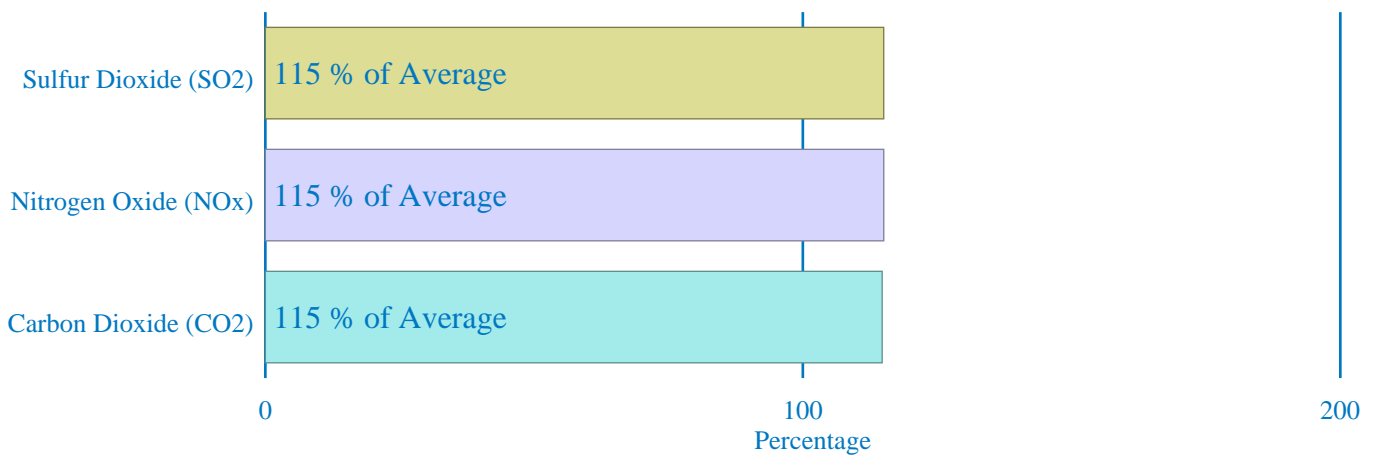 Sulfur Dioxide (SO2) 115 % of Average
Nitrogen Oxide (NOx) 115 % of Average
Carbon Dioxide (CO2) 115 % of Average
0 100 200
Percentage